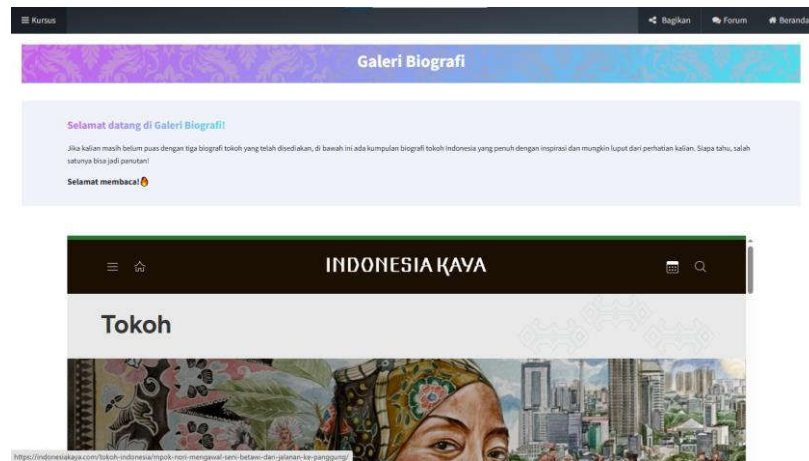 Kursus
Bagikan
Forum
Beranda
Galeri Biografi
Selamat datang di Galeri Biografi!
Jika kalian masih belum puas dengan tiga biografi tokoh yang telah disediakan, di bawah ini ada kumpulan biografi tokoh Indonesia yang penuh dengan inspirasi dan mungkin luput dari perhatian kalian. Siapa tahu, salah
satunya bisa jadi panutan!
Selamat membaca!
INDONESIA KAYA
Tokoh
https://indonesiakaya.com/tokoh-indonesia/mpok-nori-mengawal-seni-betawi-dari-jalanan-ke-panggung/